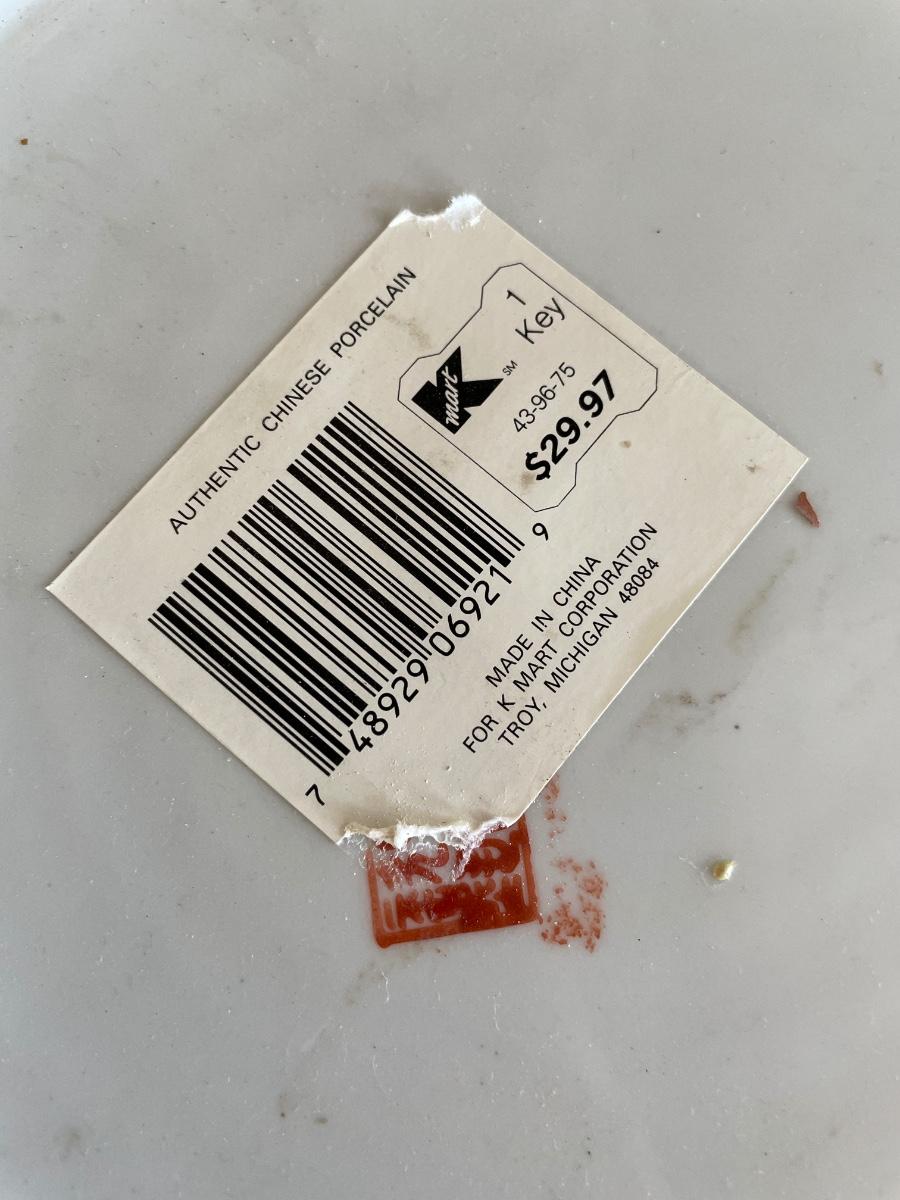 AUTHENTIC CHINESE PORCELAIN
7 48929 06921 9
K mart SM
1
Key
43-96-75
$29.97
MADE IN CHINA
FOR K MART CORPORATION
TROY, MICHIGAN 48084